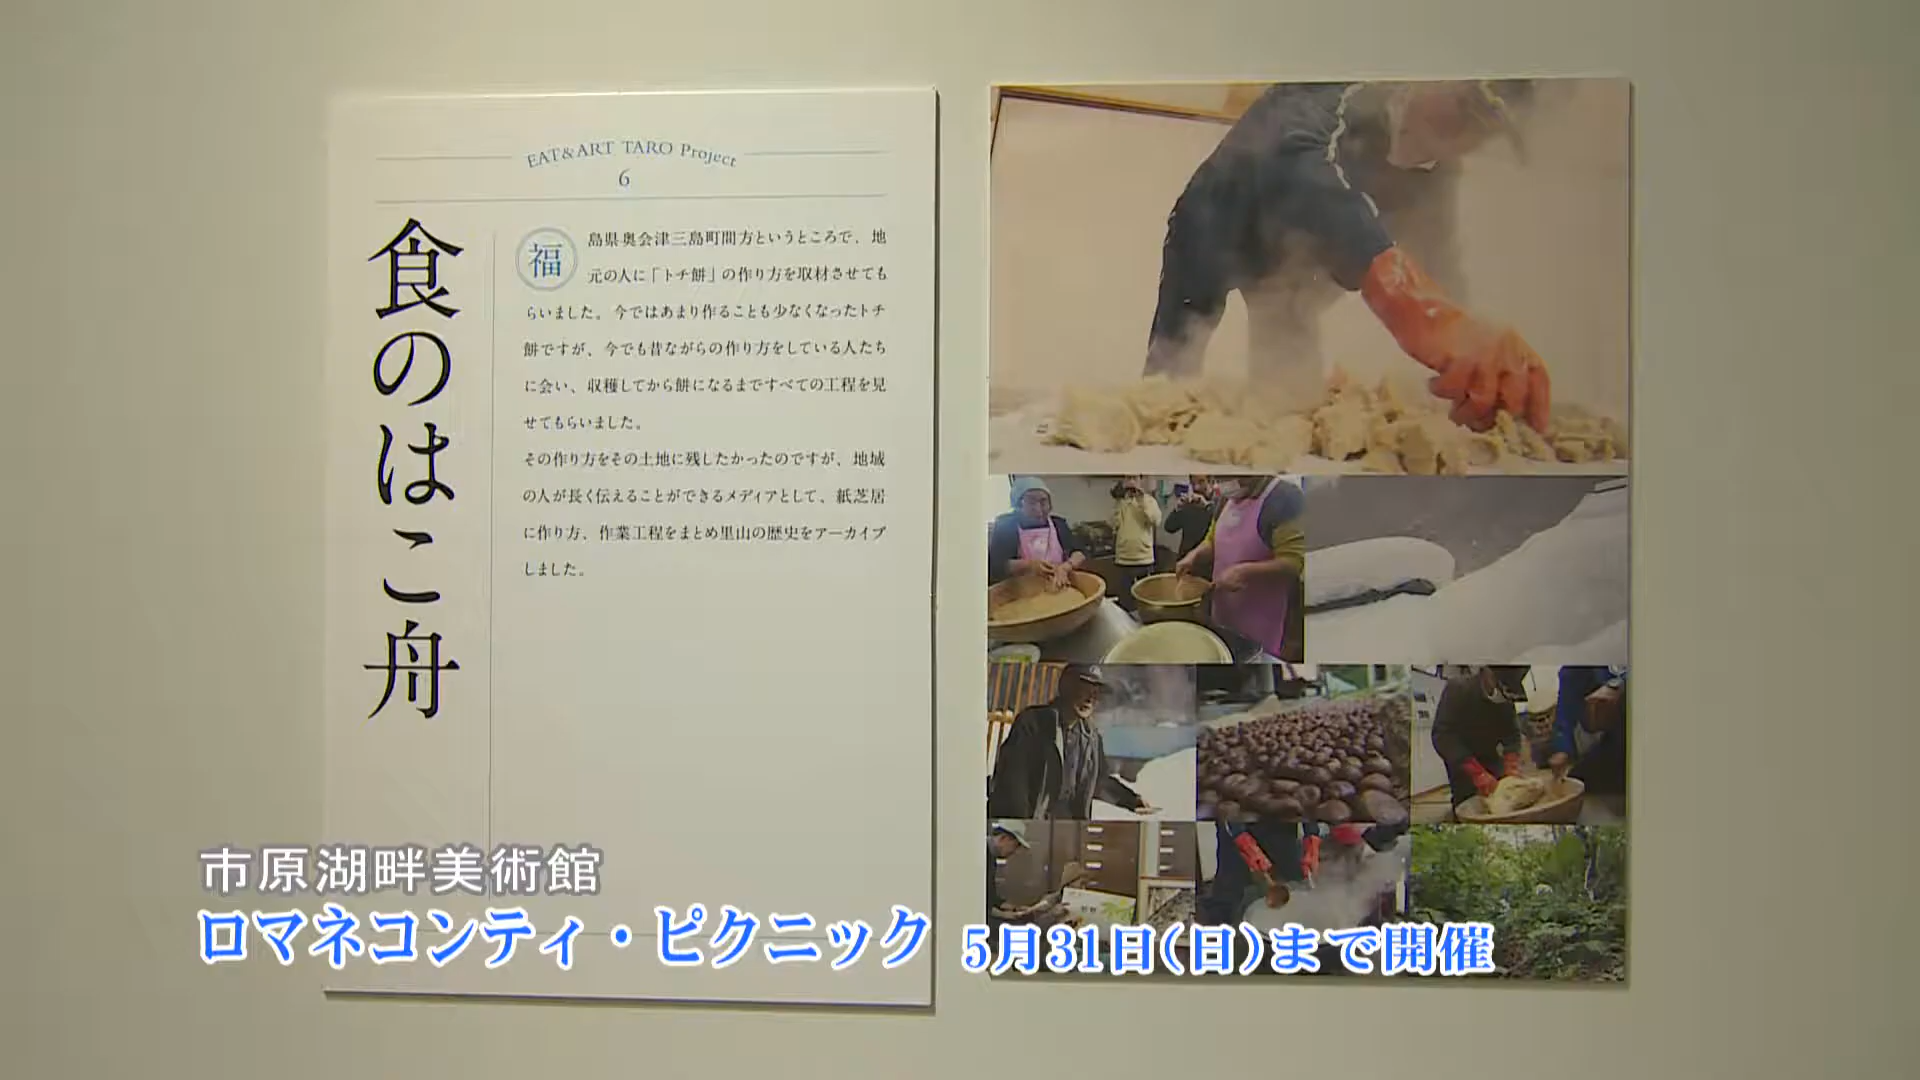 EAT&ART TARO Project
6
食のはこ舟
福島県奥会津三島町間方というところで、地
元の人に「トチ餅」の作り方を取材させても
らいました。今ではあまり作ることも少なくなったトチ
餅ですが、今でも昔ながらの作り方をしている人たち
に会い、収穫してから餅になるまですべての工程を見
せてもらいました。
その作り方をその土地に残したかったのですが、地域
の人が長く伝えることができるメディアとして、紙芝居
に作り方、作業工程をまとめ里山の歴史をアーカイブ
しました。
市原湖畔美術館
ロマネコンティ・ピクニック 5月31日(日)まで開催